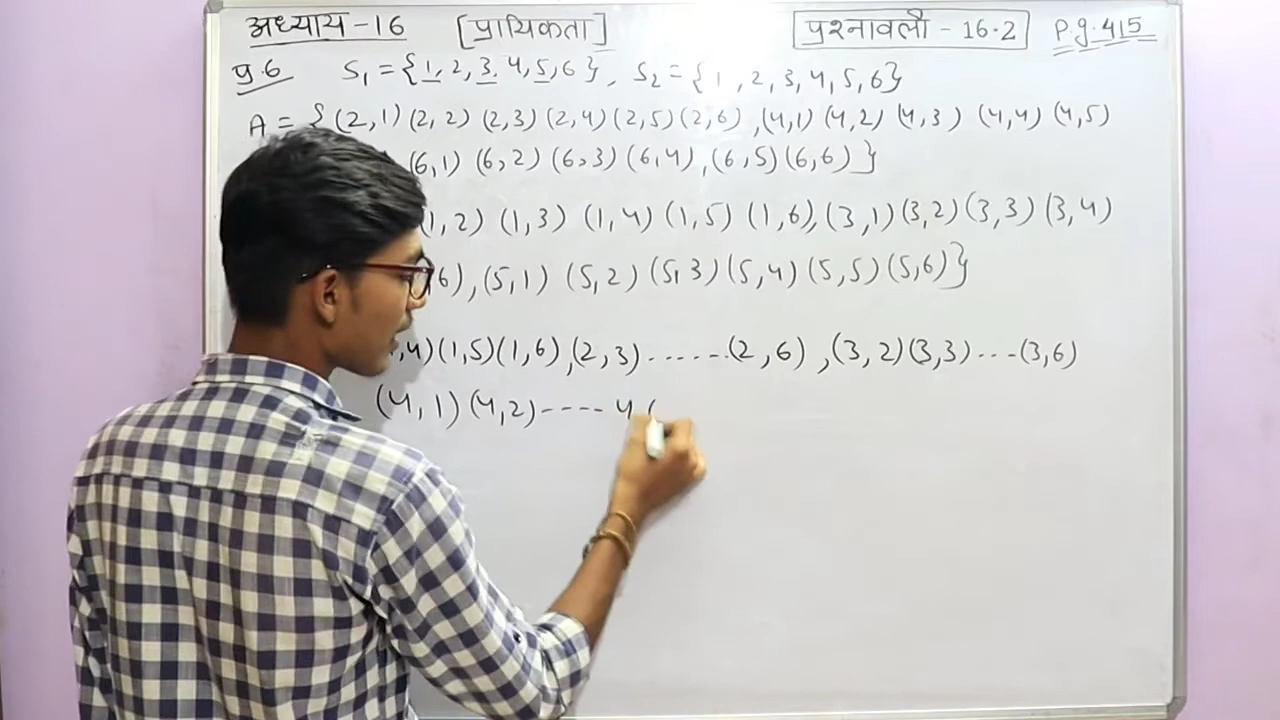 अध्याय -16 [प्रायिकता] प्रश्नावली - 16.2 P.g. 415
प्र.6 S₁ = {1, 2, 3, 4, 5, 6}, S₂ = {1, 2, 3, 4, 5, 6}
A = {(2,1) (2,2) (2,3) (2,4) (2,5) (2,6), (4,1) (4,2) (4,3) (4,4) (4,5)
(6,1) (6,2) (6,3) (6,4), (6,5) (6,6)}
1,2) (1,3) (1,4) (1,5) (1,6), (3,1) (3,2) (3,3) (3,4)
6), (5,1) (5,2) (5,3) (5,4) (5,5) (5,6)}
,4) (1,5) (1,6), (2,3) ------- (2,6), (3,2) (3,3) ---- (3,6)
(4,1) (4,2) ---- 4 (